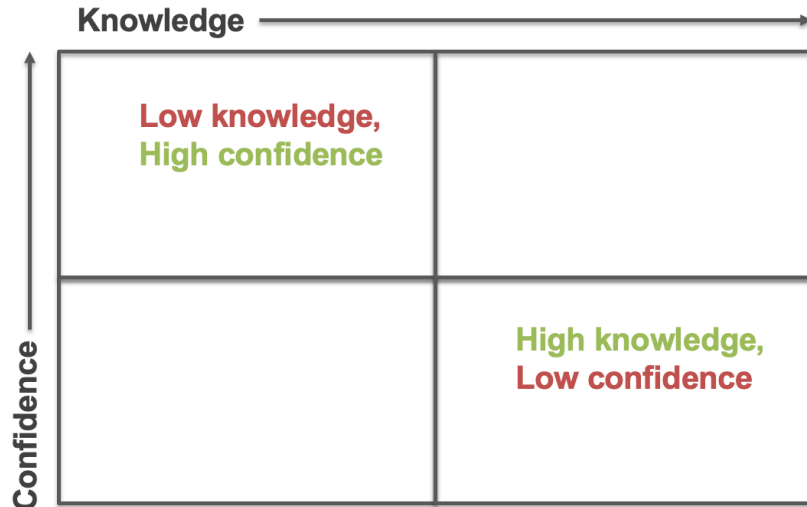 Knowledge
Low knowledge,
High confidence
High knowledge,
Low confidence
Confidence